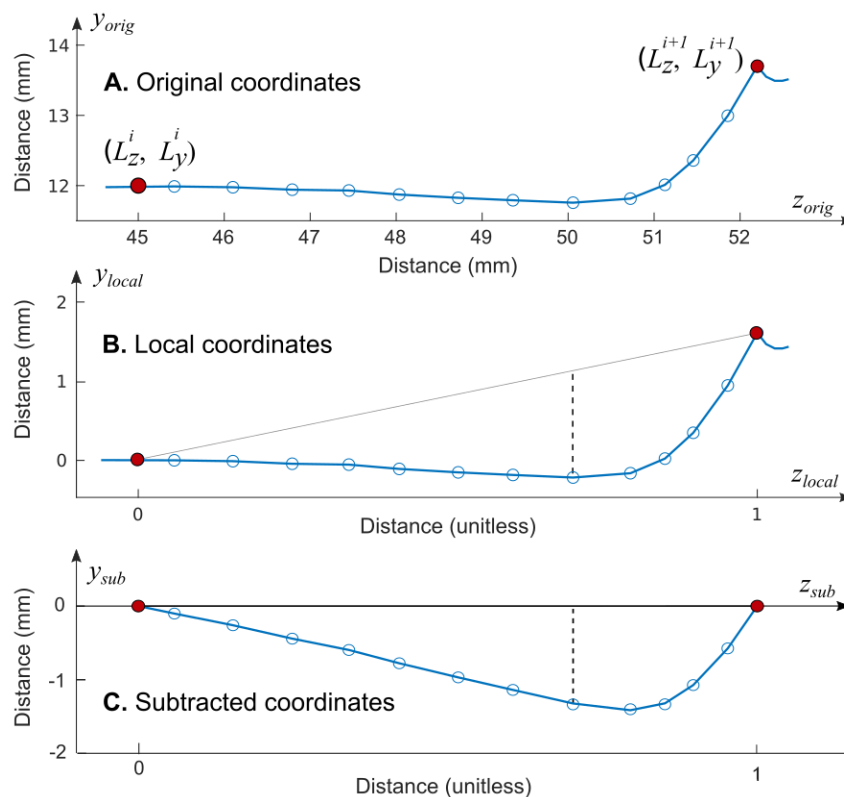 y_orig
14
A. Original coordinates
(L_z^{i+1}, L_y^{i+1})
13
(L_z^i, L_y^i)
12
Distance (mm)
z_orig
45 46 47 48 49 50 51 52
Distance (mm)
y_local
2
B. Local coordinates
1
0
Distance (mm)
z_local
0 1
Distance (unitless)
y_sub
0
z_sub
-1
C. Subtracted coordinates
-2
Distance (mm)
0 1
Distance (unitless)